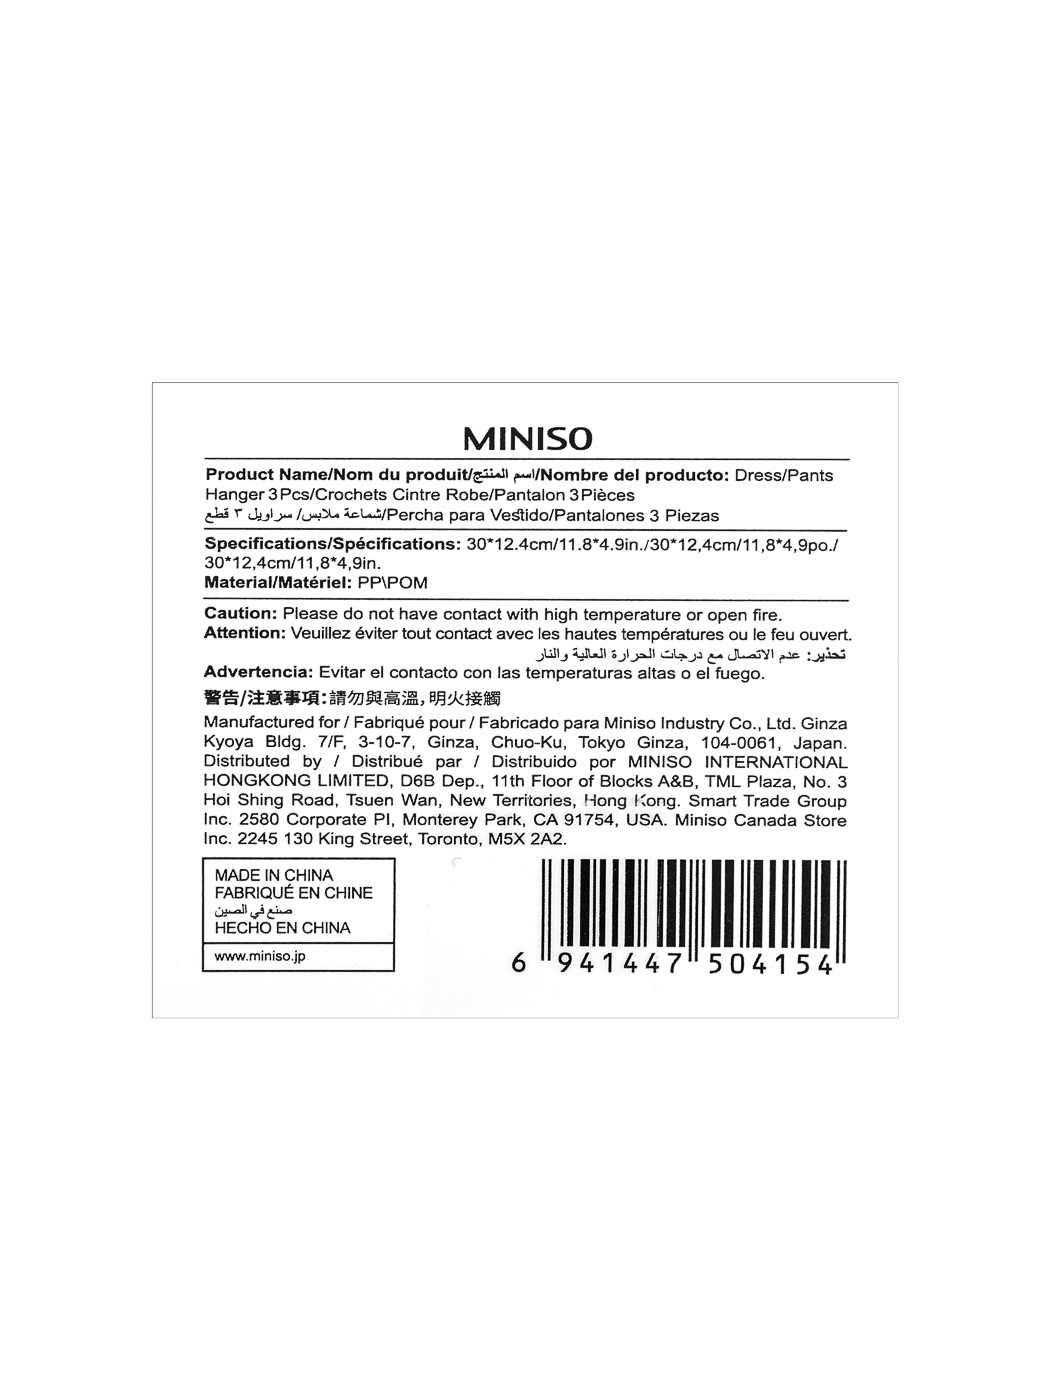 MINISO
Product Name/Nom du produit/اسم المنتج/Nombre del producto: Dress/Pants
Hanger 3 Pcs/Crochets Cintre Robe/Pantalon 3 Pièces
شماعة ملابس/ سراويل ٣ قطع/Percha para Vestido/Pantalones 3 Piezas
Specifications/Spécifications: 30*12.4cm/11.8*4.9in./30*12,4cm/11,8*4,9po./
30*12,4cm/11,8*4,9in.
Material/Matériel: PP\POM
Caution: Please do not have contact with high temperature or open fire.
Attention: Veuillez éviter tout contact avec les hautes températures ou le feu ouvert.
تحذير: عدم الاتصال مع درجات الحرارة العالية والنار
Advertencia: Evitar el contacto con las temperaturas altas o el fuego.
警告/注意事項:請勿與高溫,明火接觸
Manufactured for / Fabriqué pour / Fabricado para Miniso Industry Co., Ltd. Ginza
Kyoya Bldg. 7/F, 3-10-7, Ginza, Chuo-Ku, Tokyo Ginza, 104-0061, Japan.
Distributed by / Distribué par / Distribuido por MINISO INTERNATIONAL
HONGKONG LIMITED, D6B Dep., 11th Floor of Blocks A&B, TML Plaza, No. 3
Hoi Shing Road, Tsuen Wan, New Territories, Hong Kong. Smart Trade Group
Inc. 2580 Corporate Pl, Monterey Park, CA 91754, USA. Miniso Canada Store
Inc. 2245 130 King Street, Toronto, M5X 2A2.
MADE IN CHINA
FABRIQUÉ EN CHINE
صنع في الصين
HECHO EN CHINA
www.miniso.jp
6 941447 504154